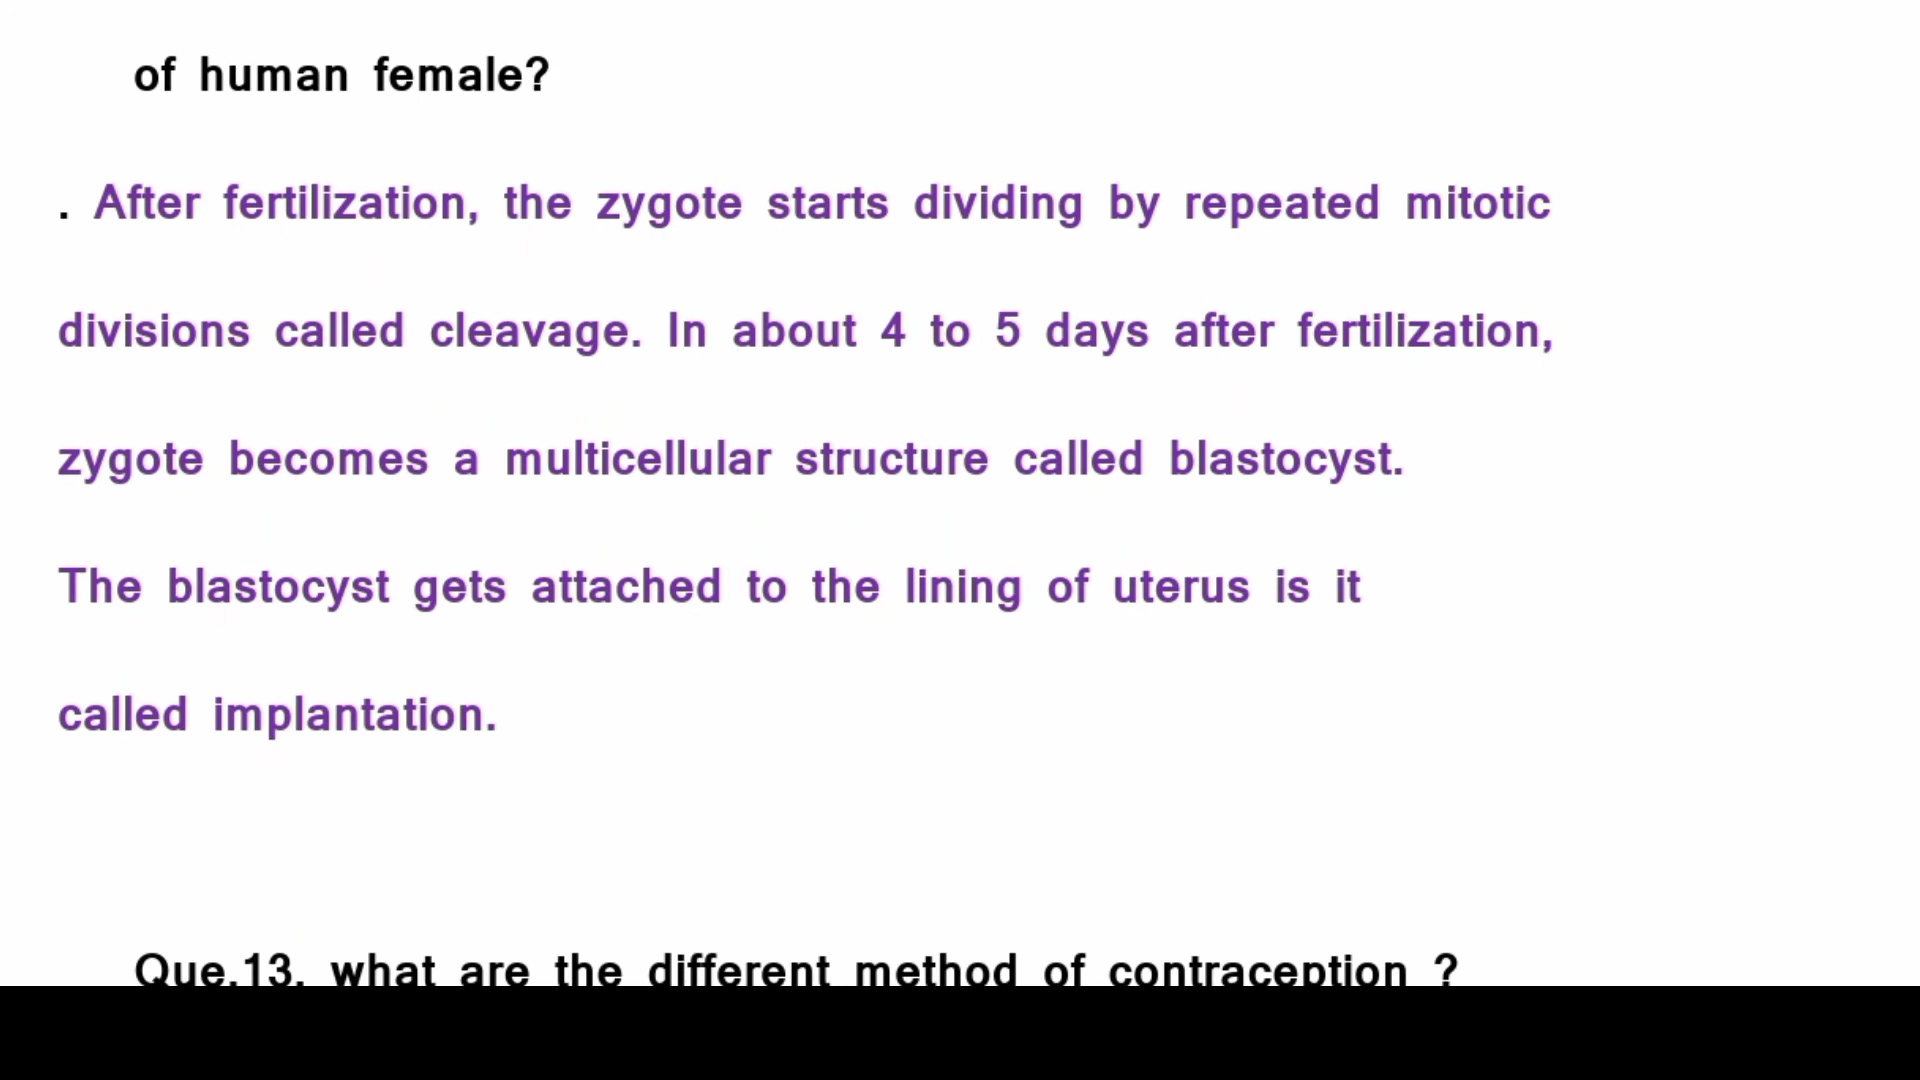 of human female?
. After fertilization, the zygote starts dividing by repeated mitotic
divisions called cleavage. In about 4 to 5 days after fertilization,
zygote becomes a multicellular structure called blastocyst.
The blastocyst gets attached to the lining of uterus is it
called implantation.
Que.13. what are the different method of contraception ?